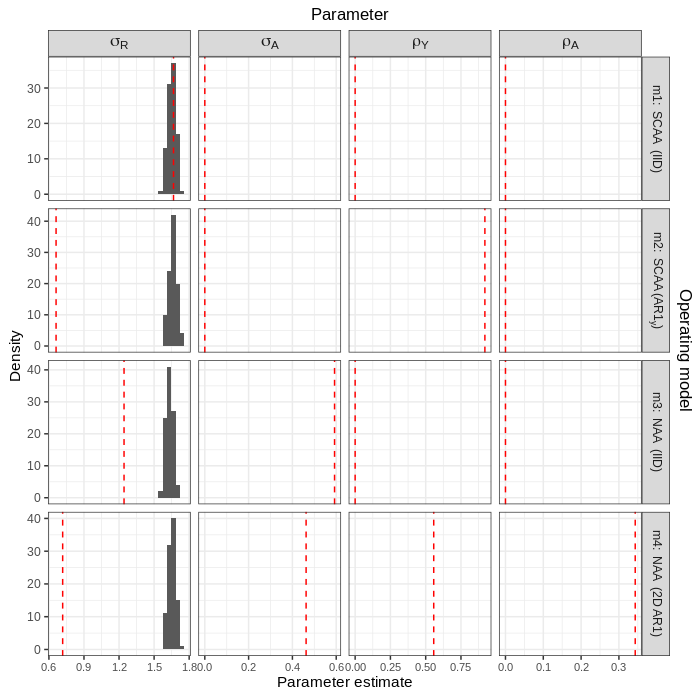 Parameter
σR σA ρY ρA
30
20
10
0
m1: SCAA (IID)
40
30
20
10
0
m2: SCAA (AR1y)
40
30
20
10
0
m3: NAA (IID)
40
30
20
10
0
m4: NAA (2D AR1)
Density
Operating model
0.6 0.9 1.2 1.5 1.8 0.0 0.2 0.4 0.6 0.00 0.25 0.50 0.75 0.0 0.1 0.2 0.3
Parameter estimate